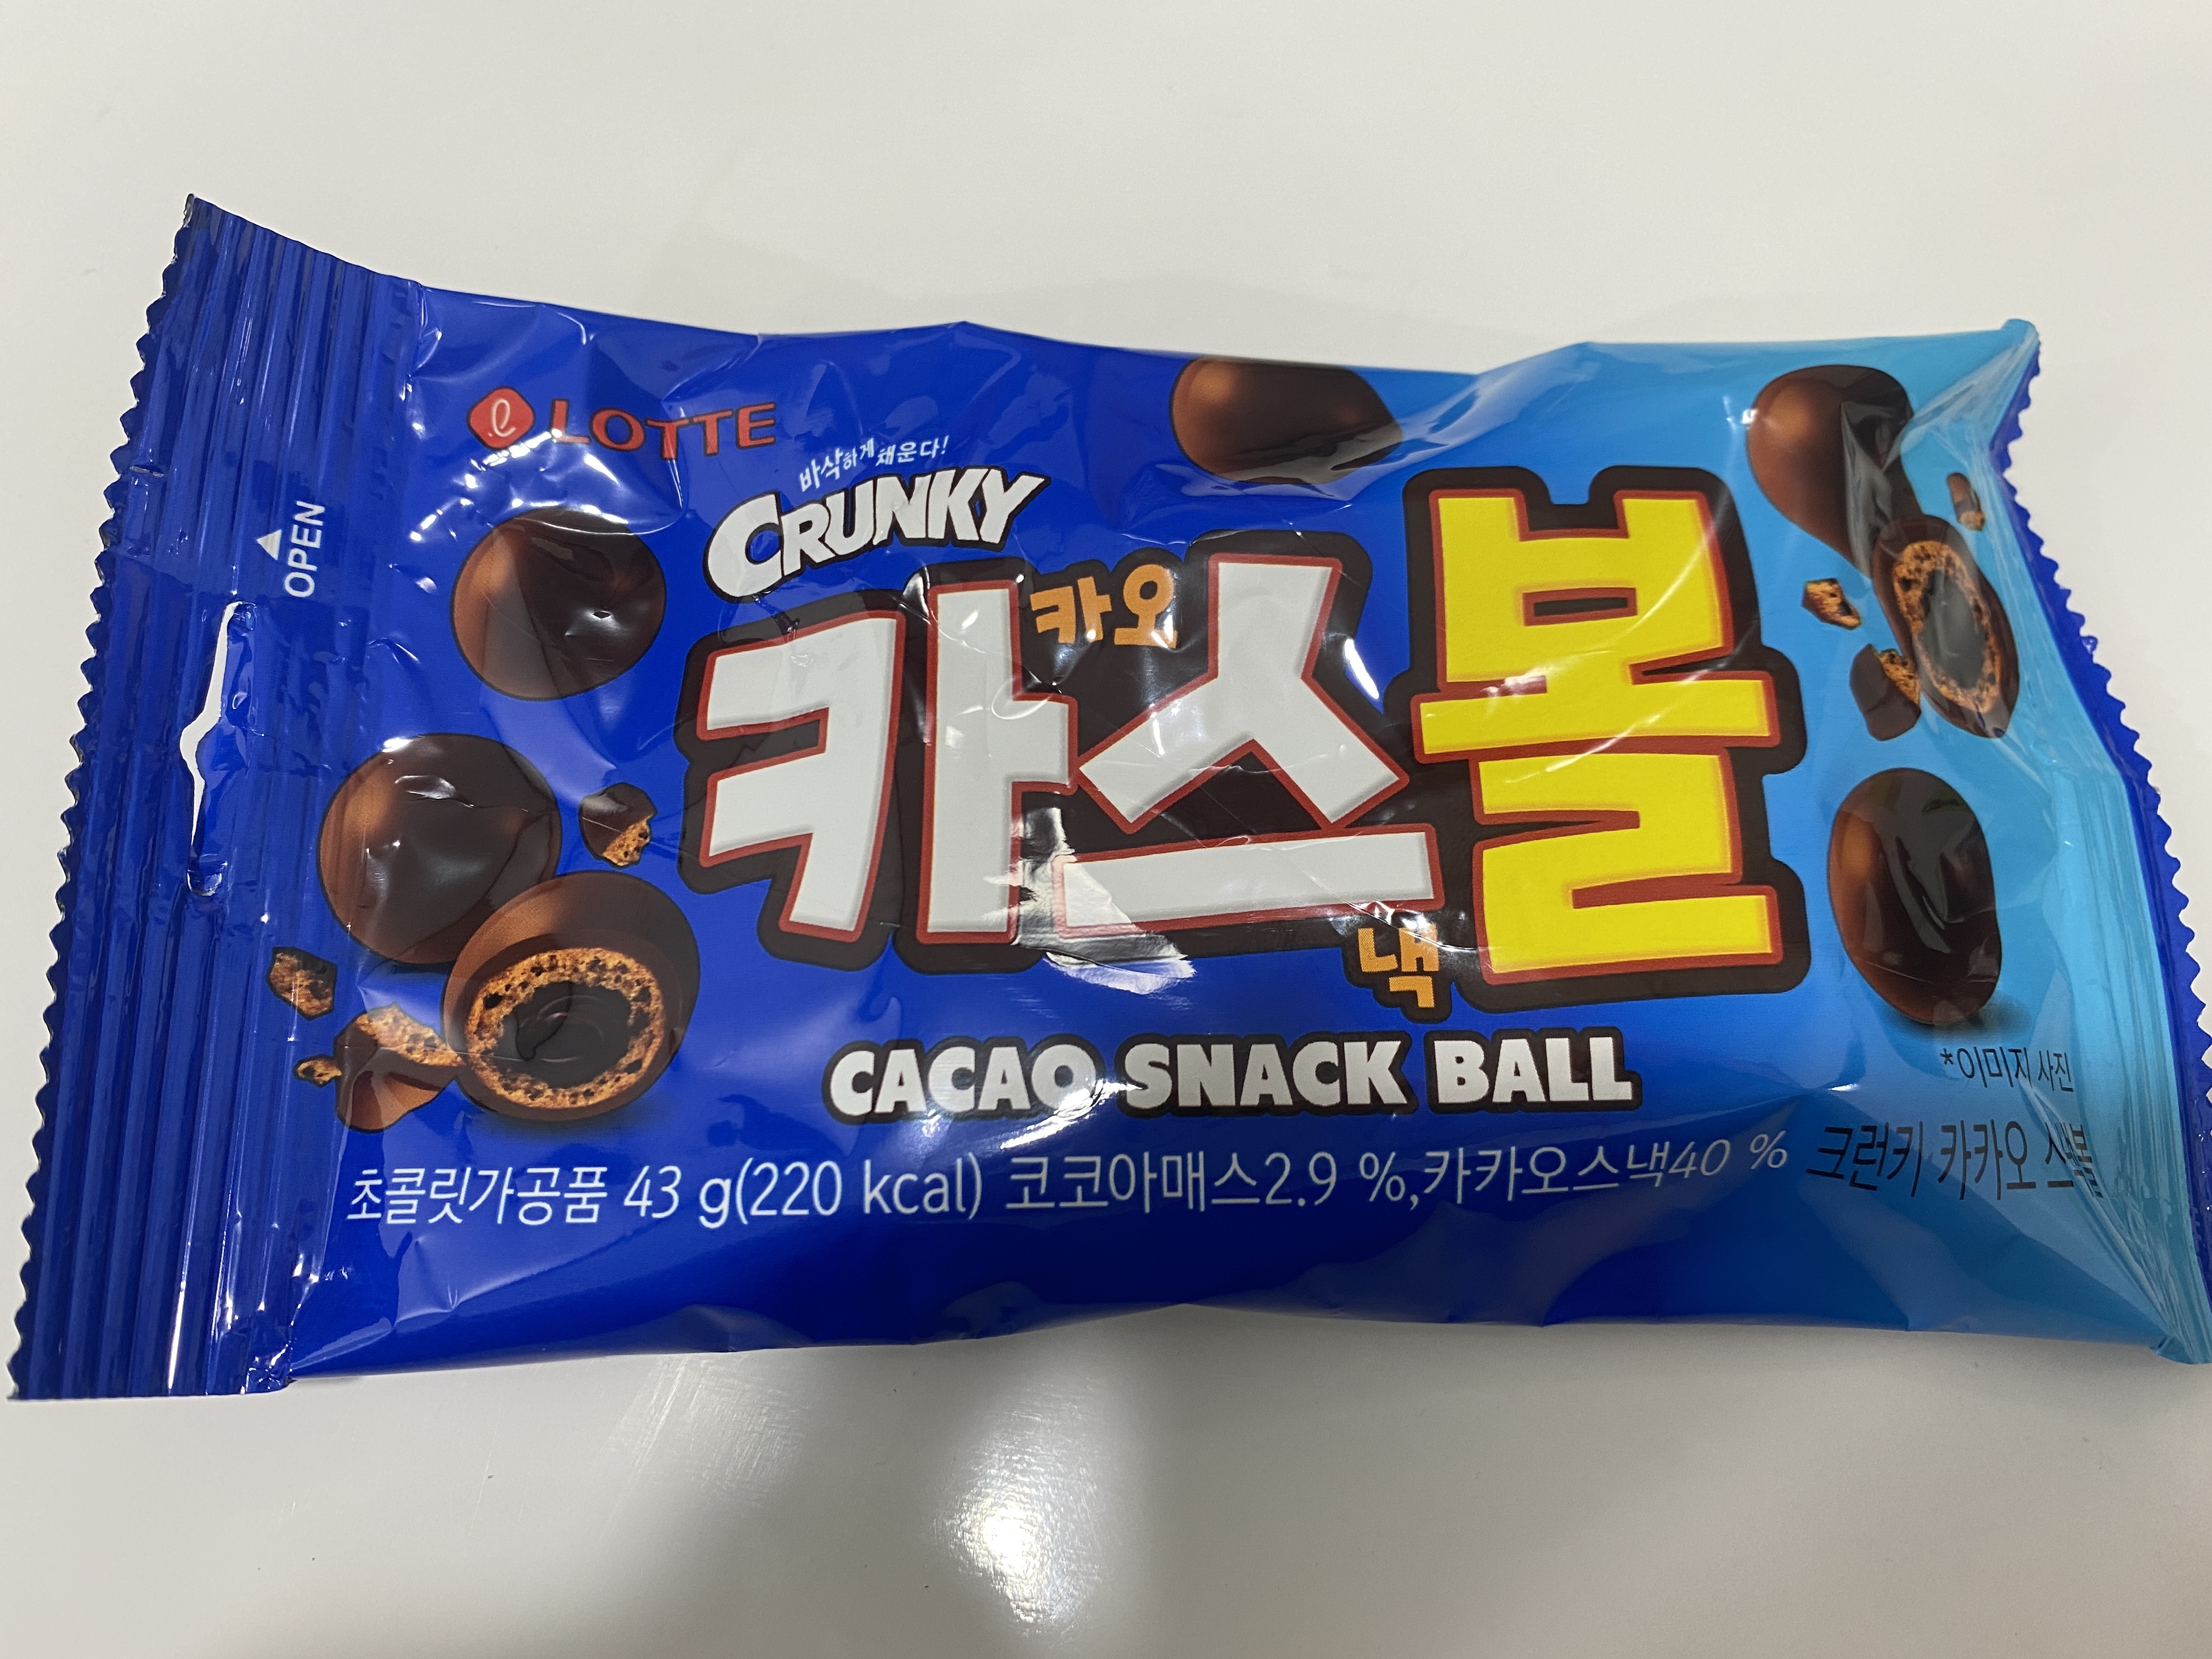 LOTTE
바삭하게 채운다!
CRUNKY
OPEN
카카오스낵볼
CACAO SNACK BALL
*이미지 사진
초콜릿가공품 43 g(220 kcal) 코코아매스2.9 %,카카오스낵40 % 크런키 카카오 스낵볼